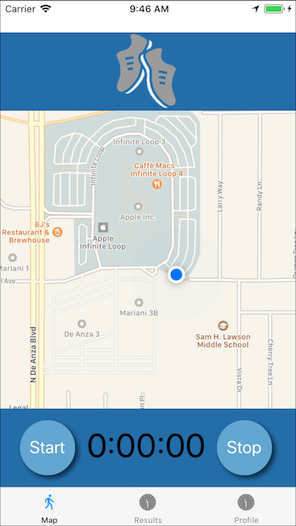 Carrier 9:46 AM
Infinite Loop 3
Infinite Loop
Caffè Macs -
Infinite Loop 4
Larry Way
Randy Ln
Apple Inc.
BJ's
Restaurant &
Brewhouse
Apple
Infinite Loop
Mariani 1
i Ave
Mariani 3B
De Anza 3
Sam H. Lawson
Middle School
N De Anza Blvd
Vista Dr
Cherry Tree Ln
Legal
Start
0:00:00
Stop
Map
Results
Profile